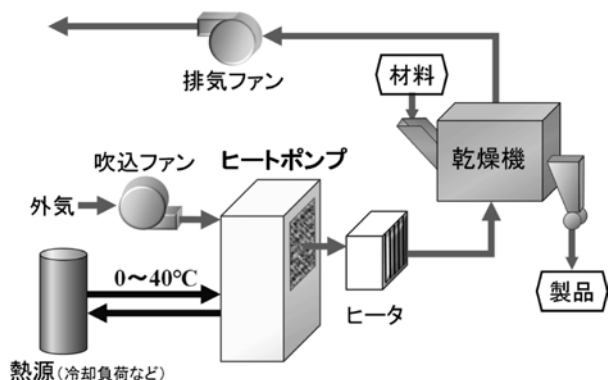 排気ファン
材料
乾燥機
吹込ファン
ヒートポンプ
外気
0〜40℃
ヒータ
製品
熱源(冷却負荷など)